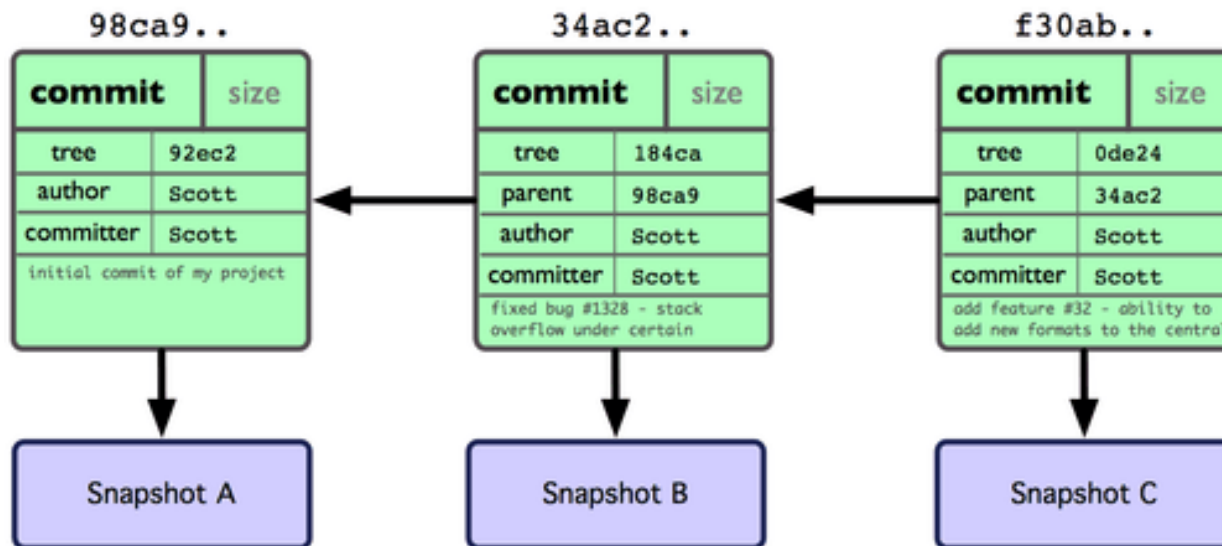 98ca9..
commit size
tree 92ec2
author Scott
committer Scott
initial commit of my project
Snapshot A
34ac2..
commit size
tree 184ca
parent 98ca9
author Scott
committer Scott
fixed bug #1328 - stack
overflow under certain
Snapshot B
f30ab..
commit size
tree 0de24
parent 34ac2
author Scott
committer Scott
add feature #32 - ability to
add new formats to the central
Snapshot C